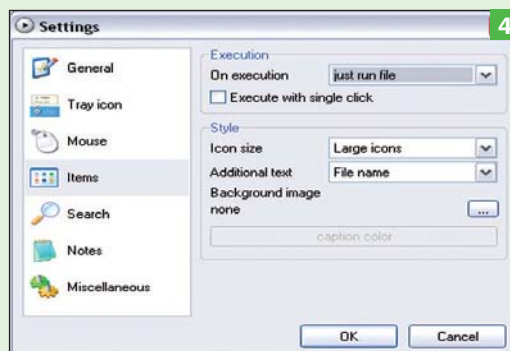 Settings
4
General
Tray icon
Mouse
Items
Search
Notes
Miscellaneous
Execution
On execution just run file
Execute with single click
Style
Icon size Large icons
Additional text File name
Background image
none ...
caption color
OK Cancel